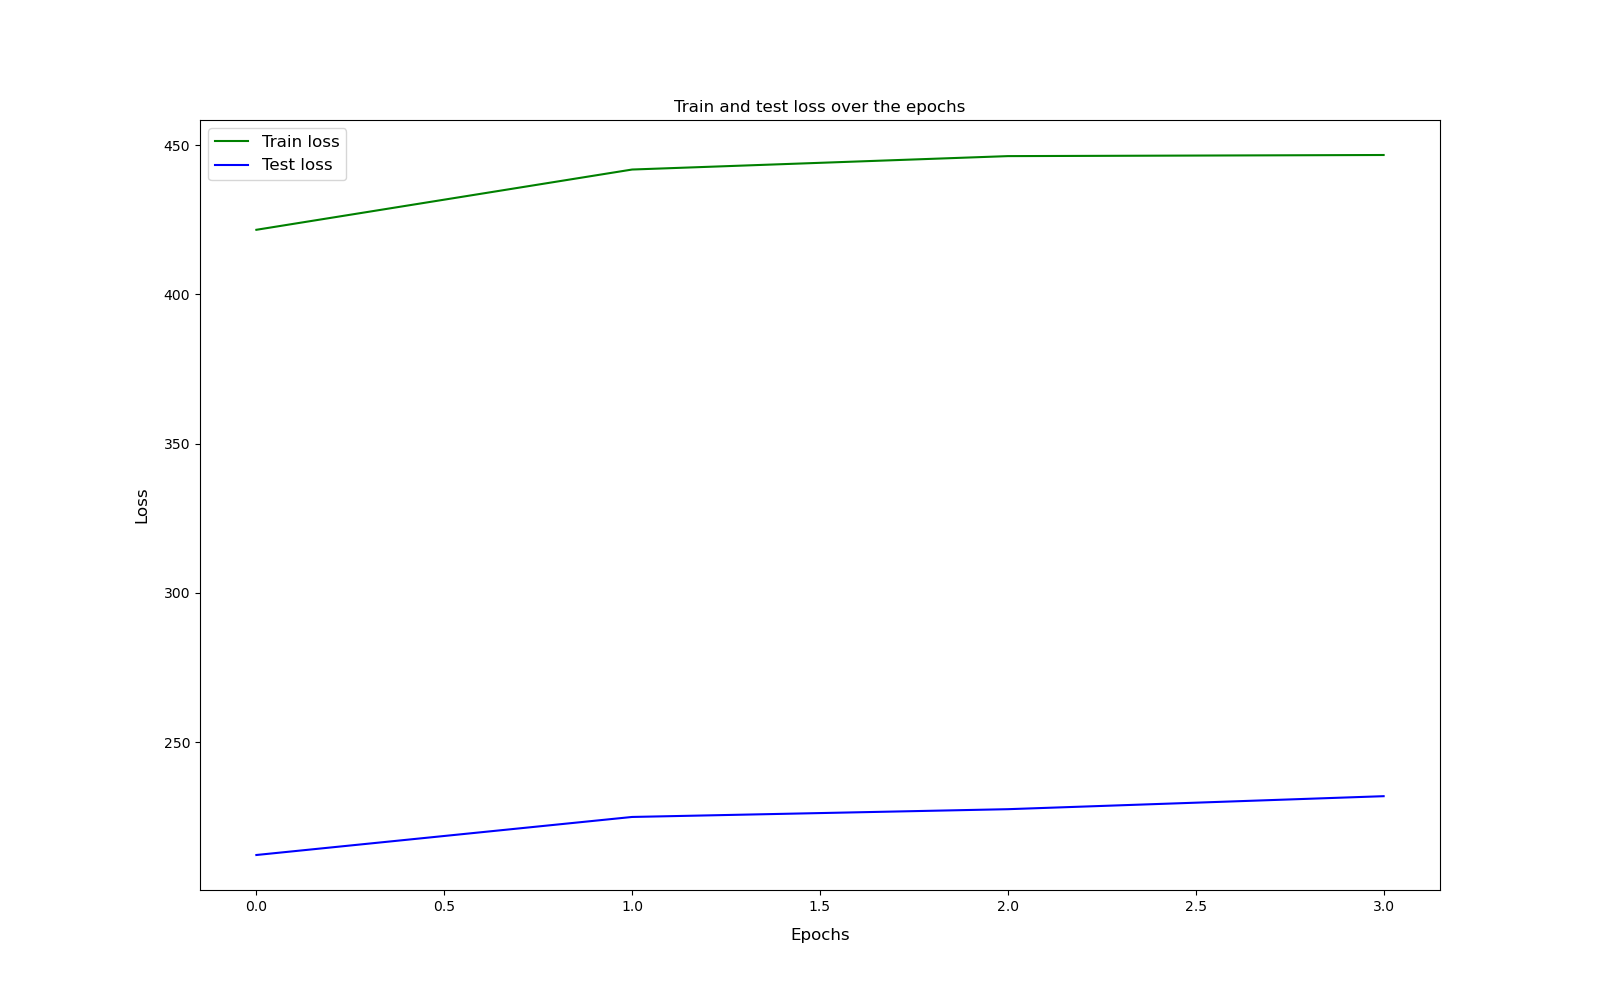 Train and test loss over the epochs
Train loss
Test loss
450
400
350
300
250
Loss
0.0 0.5 1.0 1.5 2.0 2.5 3.0
Epochs